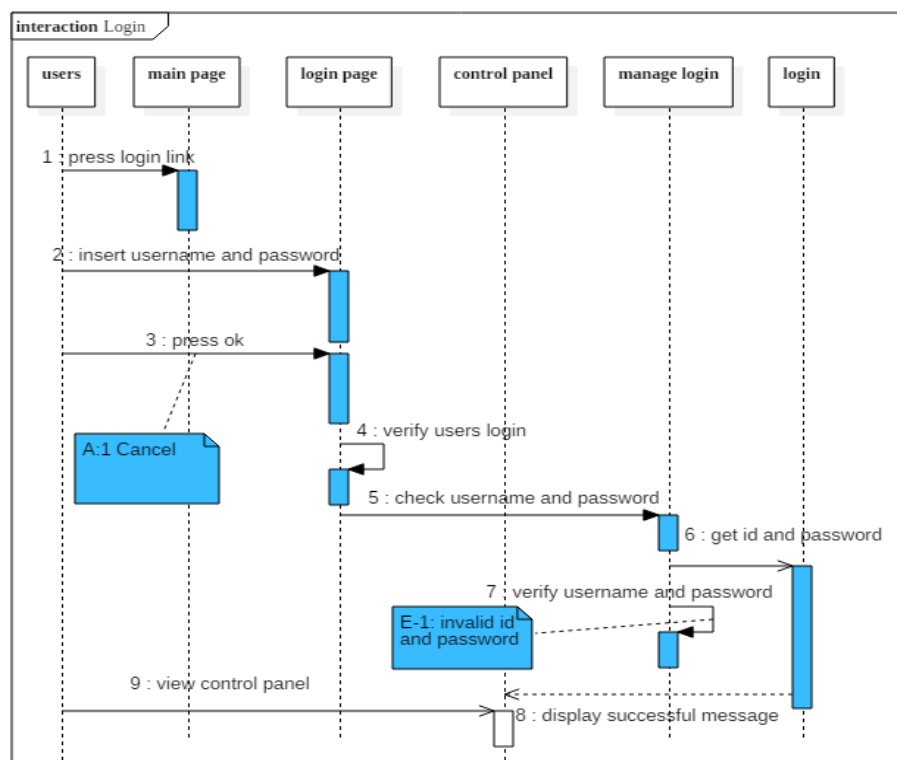 interaction Login
users
main page
login page
control panel
manage login
login
1 : press login link
2 : insert username and password
3 : press ok
A:1 Cancel
4 : verify users login
5 : check username and password
6 : get id and password
7 : verify username and password
E-1: invalid id
and password
9 : view control panel
8 : display successful message